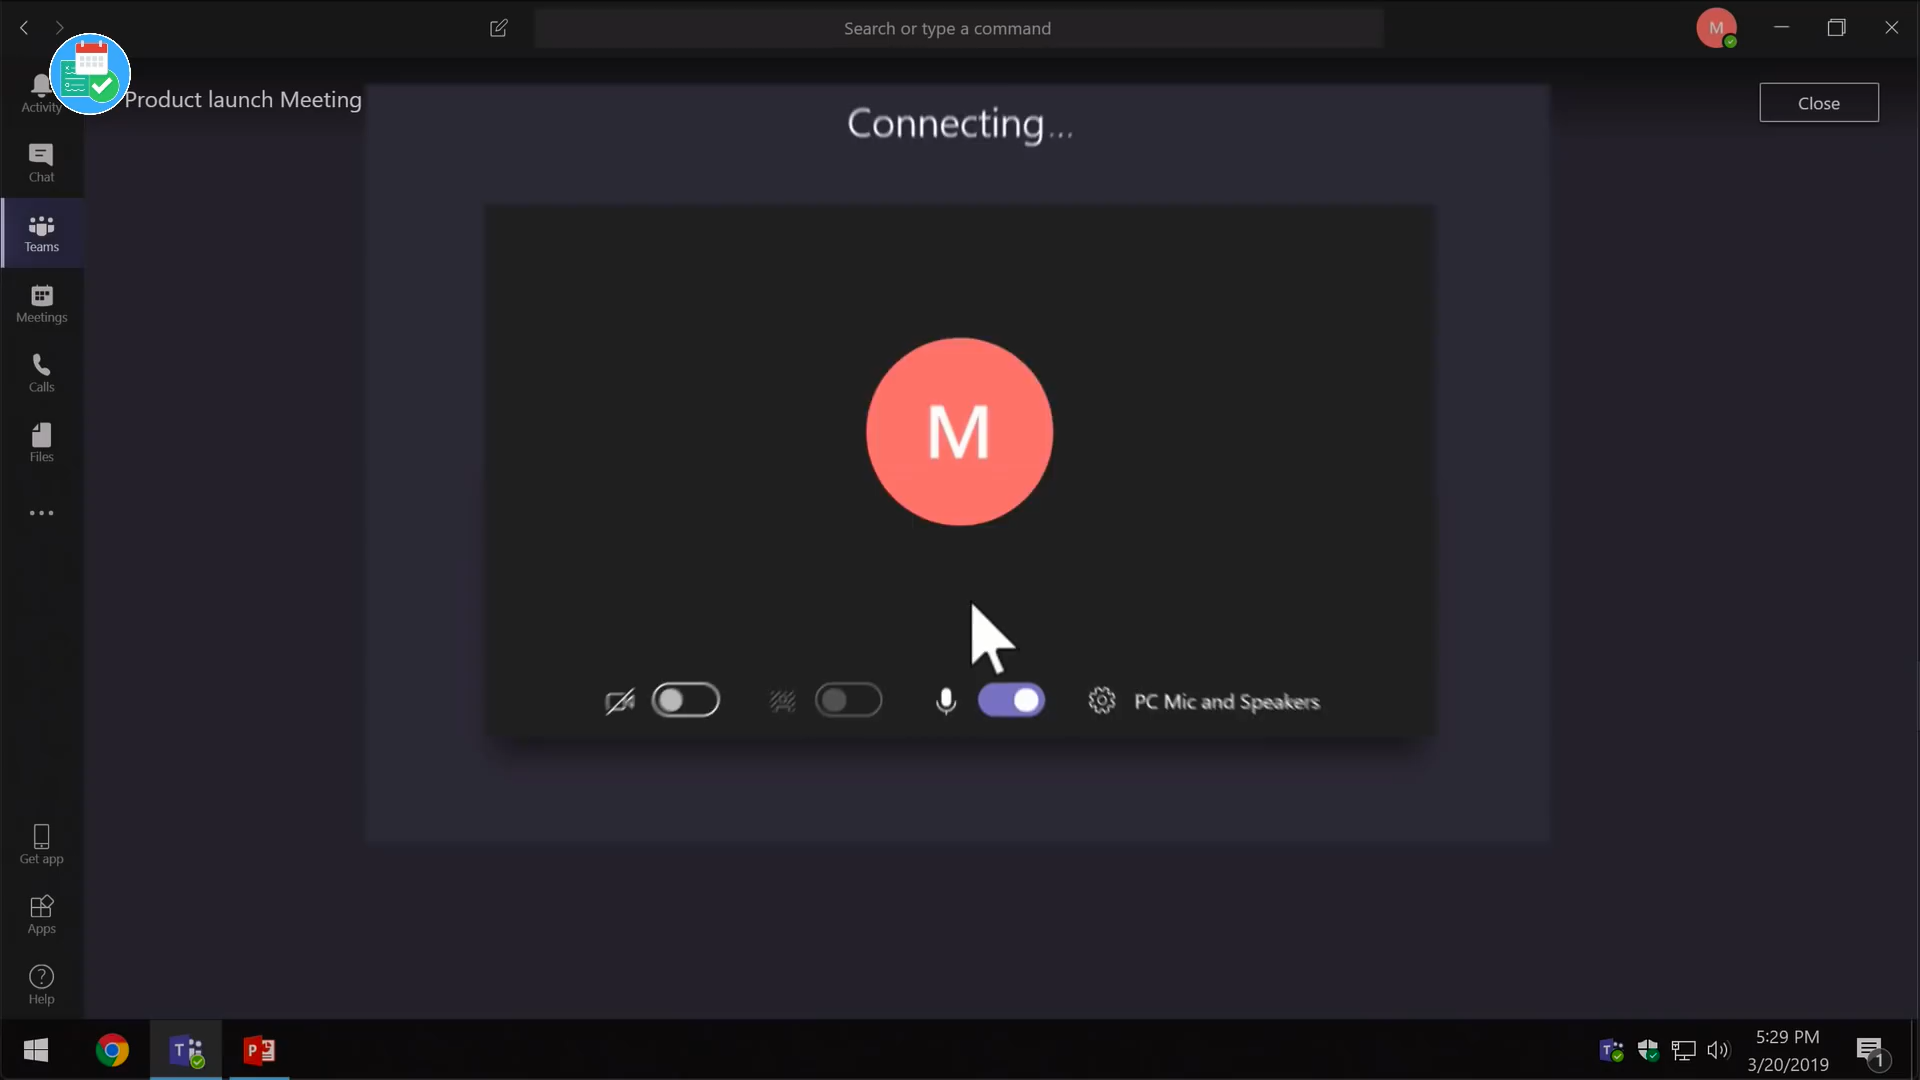 Search or type a command
M
Activity
Product launch Meeting
Close
Connecting...
Chat
Teams
Meetings
Calls
Files
M
PC Mic and Speakers
Get app
Apps
Help
5:29 PM
3/20/2019
1